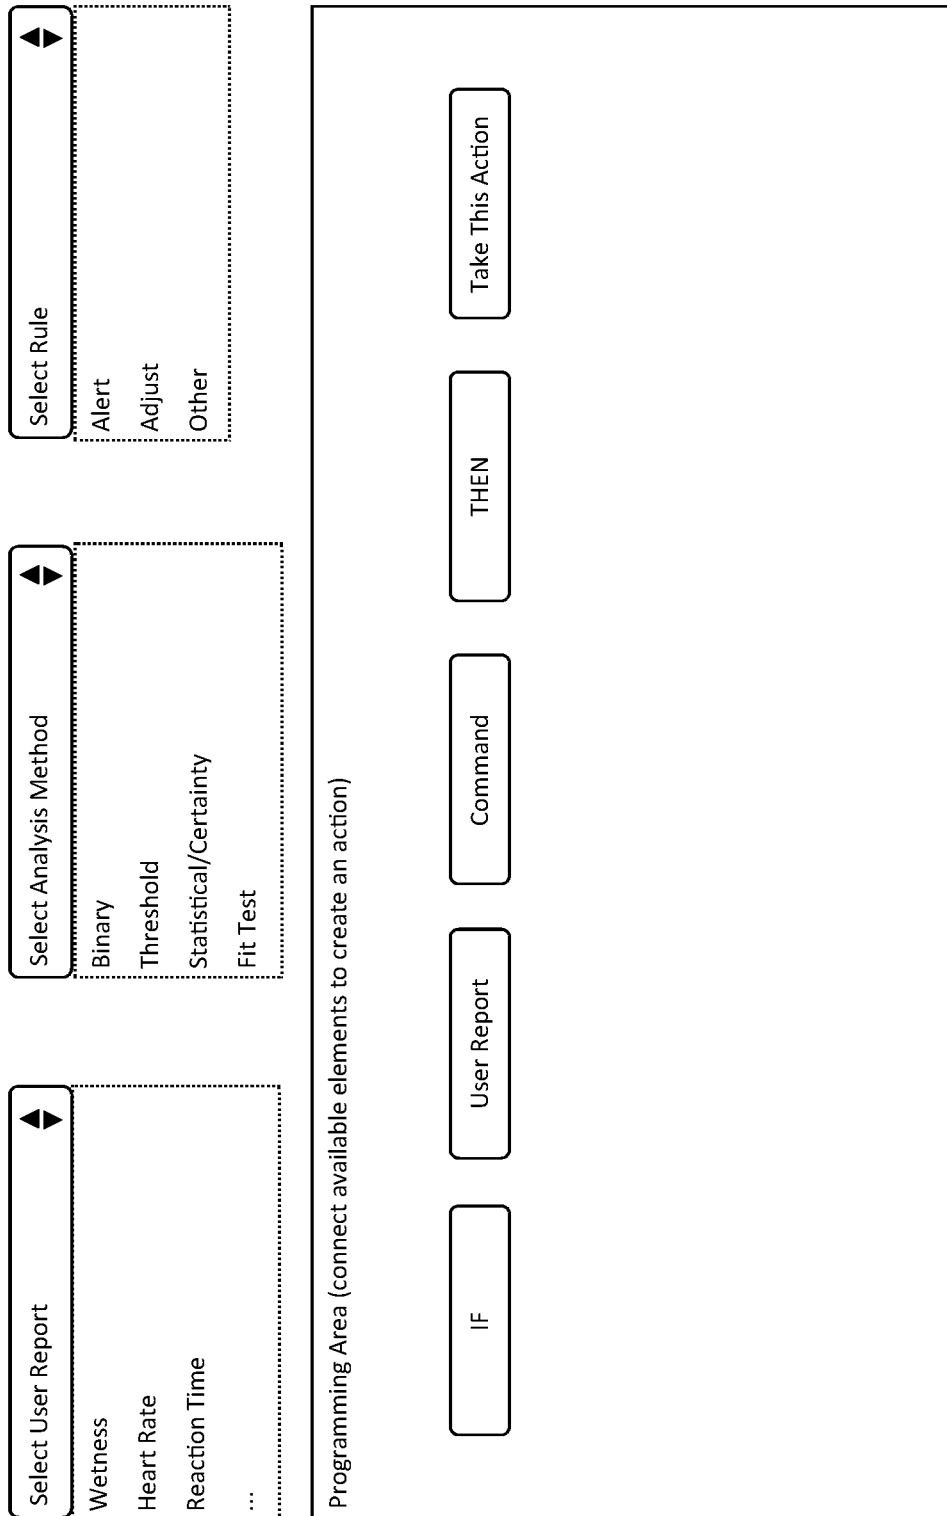 Select User Report
Wetness
Heart Rate
Reaction Time
...
Select Analysis Method
Binary
Threshold
Statistical/Certainty
Fit Test
Select Rule
Alert
Adjust
Other
Programming Area (connect available elements to create an action)
IF
User Report
Command
THEN
Take This Action